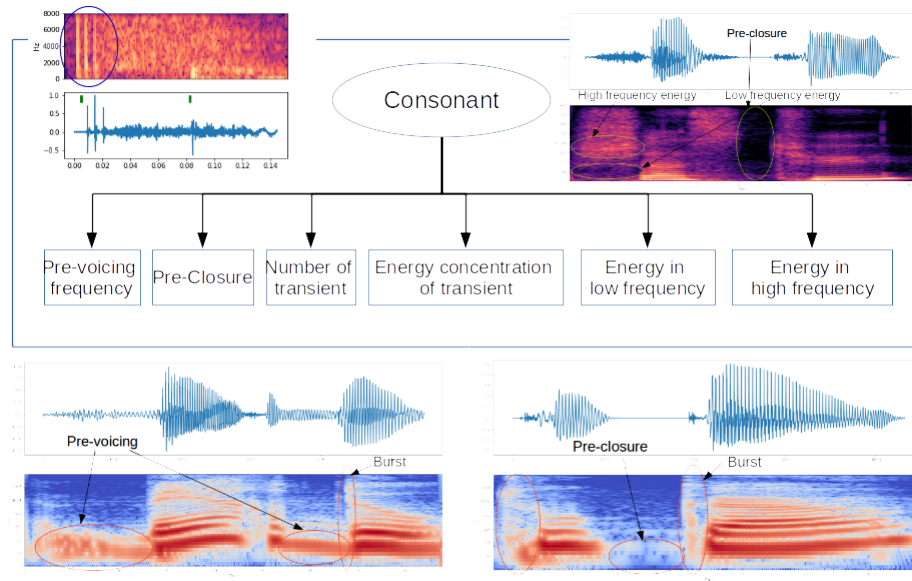 8000
6000
4000
2000
0
Hz
1.0
0.5
0.0
-0.5
0.00 0.02 0.04 0.06 0.08 0.10 0.12 0.14
Pre-closure
High frequency energy
Low frequency energy
Consonant
Pre-voicing
frequency
Pre-Closure
Number of
transient
Energy concentration
of transient
Energy in
low frequency
Energy in
high frequency
Pre-voicing
Burst
Pre-closure
Burst